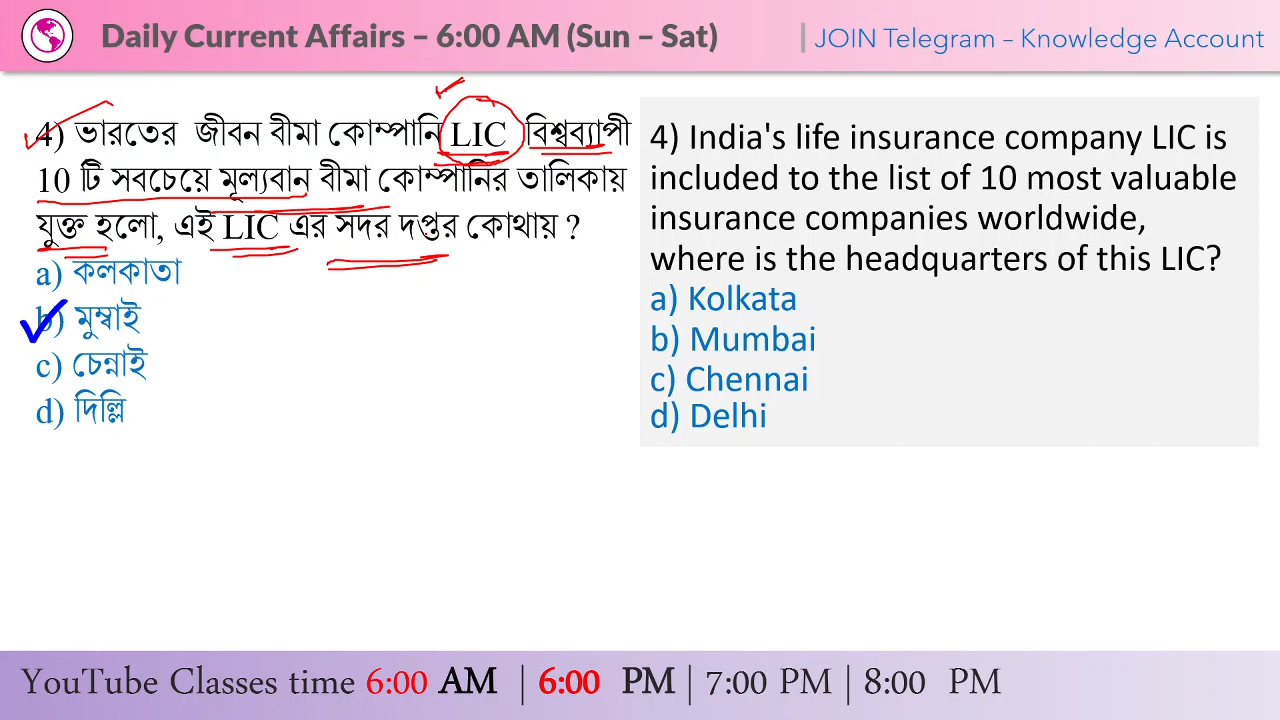 Daily Current Affairs – 6:00 AM (Sun – Sat)
JOIN Telegram – Knowledge Account
4) ভারতের জীবন বীমা কোম্পানি LIC বিশ্বব্যাপী
10 টি সবচেয়ে মূল্যবান বীমা কোম্পানির তালিকায়
যুক্ত হলো, এই LIC এর সদর দপ্তর কোথায় ?
a) কলকাতা
b) মুম্বাই
c) চেন্নাই
d) দিল্লি
4) India's life insurance company LIC is
included to the list of 10 most valuable
insurance companies worldwide,
where is the headquarters of this LIC?
a) Kolkata
b) Mumbai
c) Chennai
d) Delhi
YouTube Classes time 6:00 AM | 6:00 PM | 7:00 PM | 8:00 PM